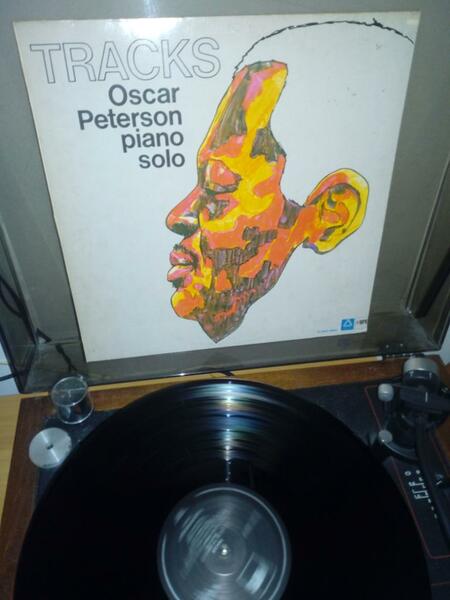 TRACKS
Oscar
Peterson
piano
solo